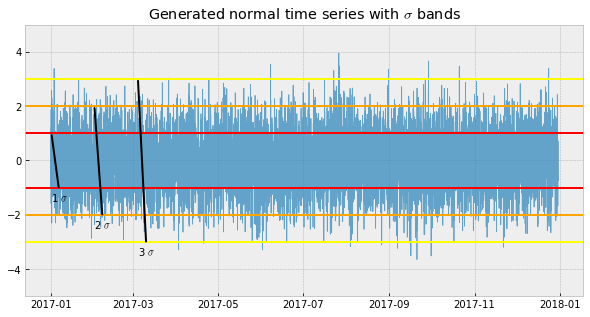 Generated normal time series with σ bands
4
2
0
−2
−4
1 σ
2 σ
3 σ
2017-01 2017-03 2017-05 2017-07 2017-09 2017-11 2018-01